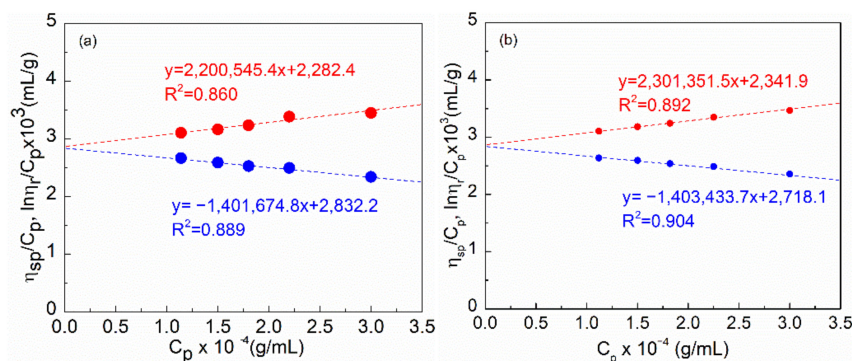 (a)
y=2,200,545.4x+2,282.4
R²=0.860
y= −1,401,674.8x+2,832.2
R²=0.889
ηsp/Cp, lnηr/Cp x10³(mL/g)
5
4
3
2
1
0
0.0 0.5 1.0 1.5 2.0 2.5 3.0 3.5
Cp x 10⁻⁴(g/mL)
(b)
y=2,301,351.5x+2,341.9
R²=0.892
y= −1,403,433.7x+2,718.1
R²=0.904
ηsp/Cp, lnηr/Cp x10³(mL/g)
5
4
3
2
1
0
0.0 0.5 1.0 1.5 2.0 2.5 3.0 3.5
Cp x 10⁻⁴ (g/mL)